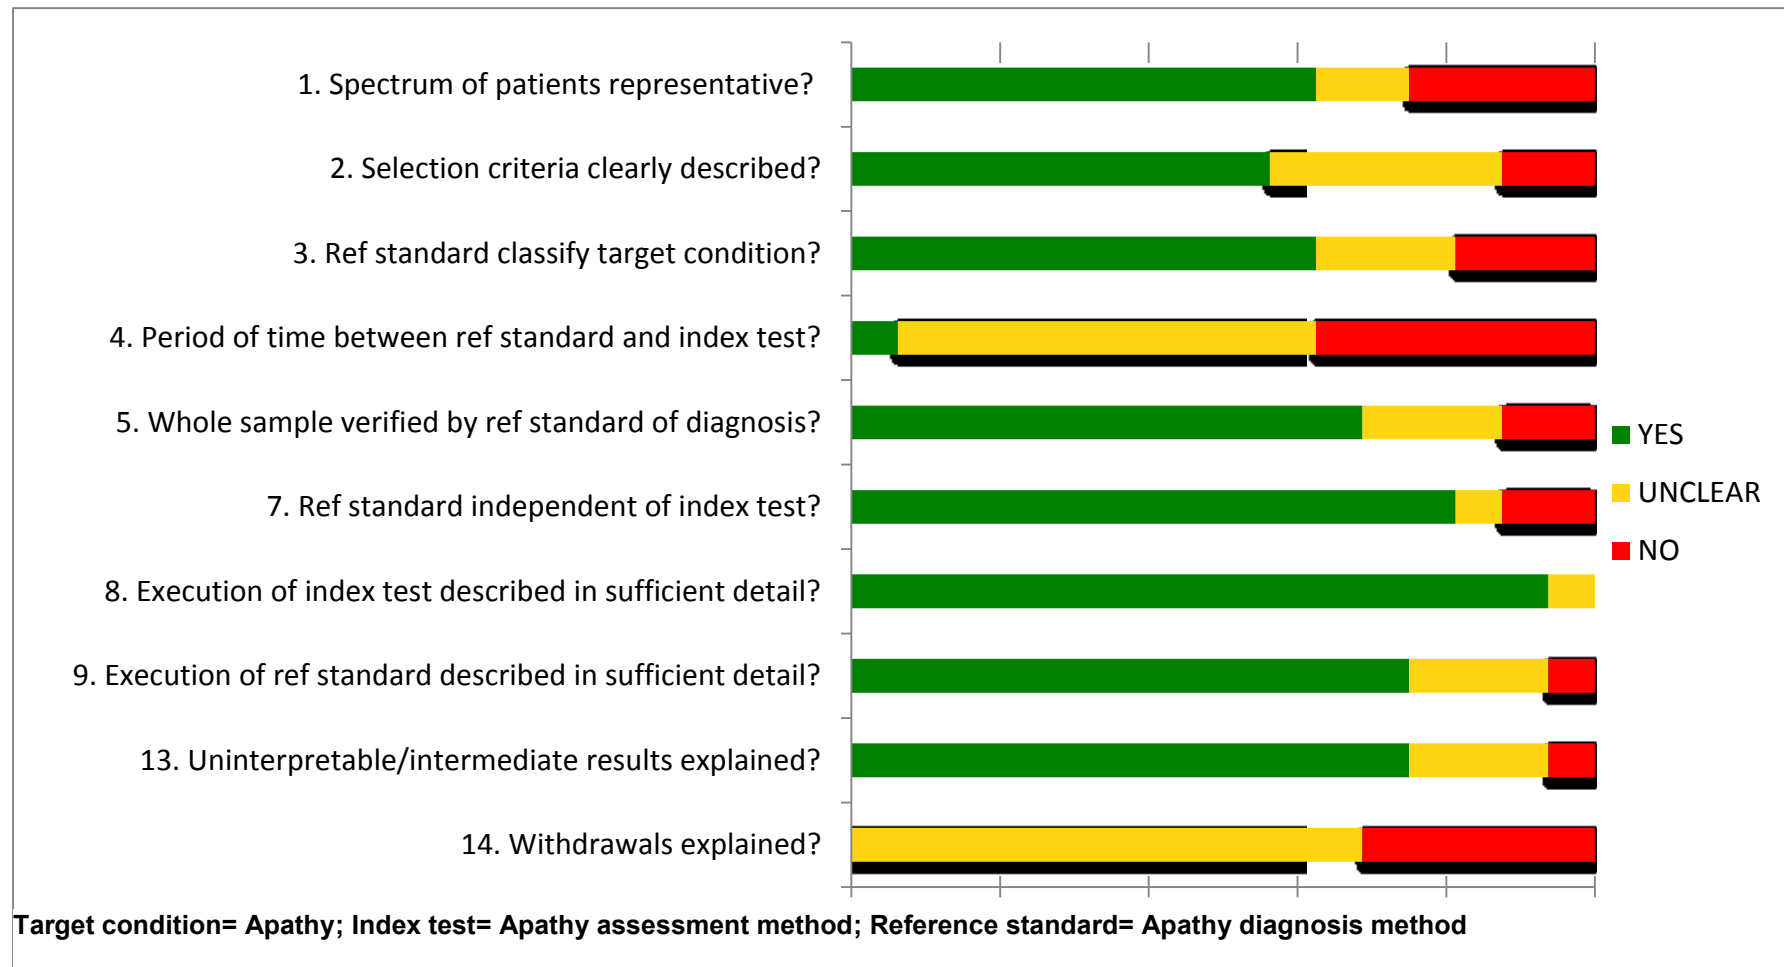 1. Spectrum of patients representative?
2. Selection criteria clearly described?
3. Ref standard classify target condition?
4. Period of time between ref standard and index test?
5. Whole sample verified by ref standard of diagnosis?
7. Ref standard independent of index test?
8. Execution of index test described in sufficient detail?
9. Execution of ref standard described in sufficient detail?
13. Uninterpretable/intermediate results explained?
14. Withdrawals explained?
YES
UNCLEAR
NO
Target condition= Apathy; Index test= Apathy assessment method; Reference standard= Apathy diagnosis method